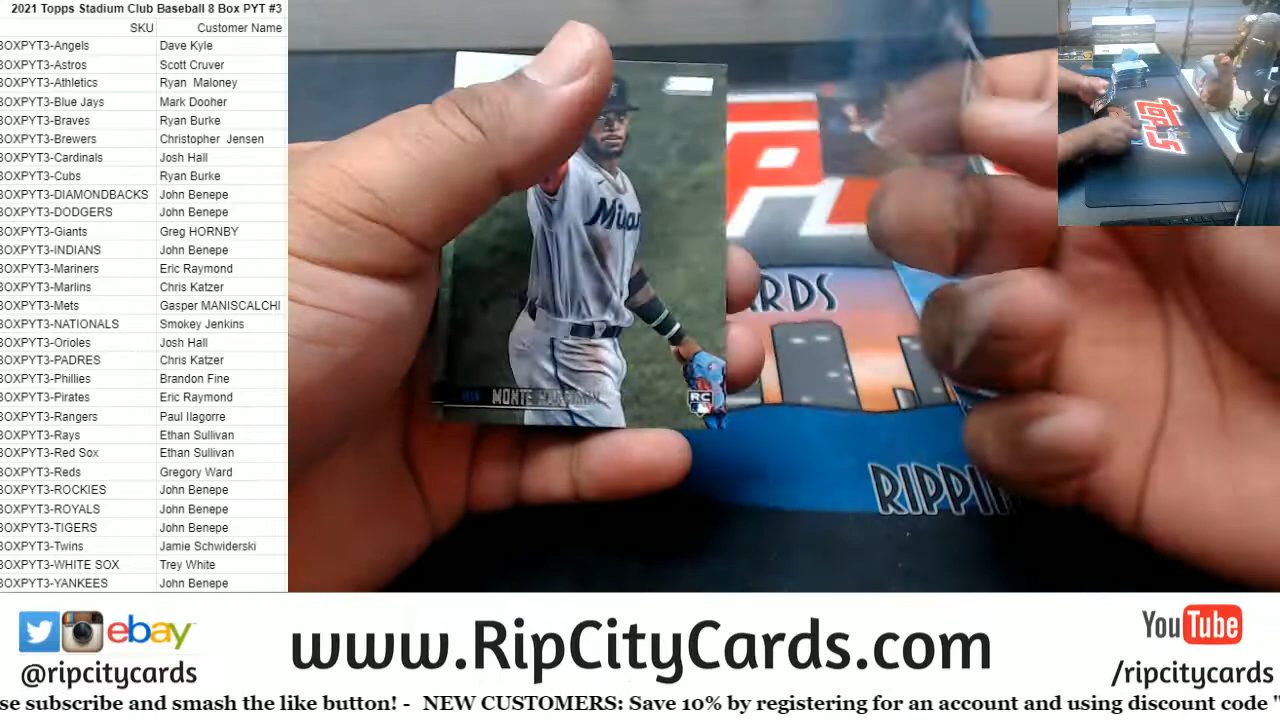 2021 Topps Stadium Club Baseball 8 Box PYT #3
SKU Customer Name
BOXPYT3-Angels Dave Kyle
BOXPYT3-Astros Scott Cruver
BOXPYT3-Athletics Ryan Maloney
BOXPYT3-Blue Jays Mark Dooher
BOXPYT3-Braves Ryan Burke
BOXPYT3-Brewers Christopher Jensen
BOXPYT3-Cardinals Josh Hall
BOXPYT3-Cubs Ryan Burke
BOXPYT3-DIAMONDBACKS John Benepe
BOXPYT3-DODGERS John Benepe
BOXPYT3-Giants Greg HORNBY
BOXPYT3-INDIANS John Benepe
BOXPYT3-Mariners Eric Raymond
BOXPYT3-Marlins Chris Katzer
BOXPYT3-Mets Gasper MANISCALCHI
BOXPYT3-NATIONALS Smokey Jenkins
BOXPYT3-Orioles Josh Hall
BOXPYT3-PADRES Chris Katzer
BOXPYT3-Phillies Brandon Fine
BOXPYT3-Pirates Eric Raymond
BOXPYT3-Rangers Paul Ilagorre
BOXPYT3-Rays Ethan Sullivan
BOXPYT3-Red Sox Ethan Sullivan
BOXPYT3-Reds Gregory Ward
BOXPYT3-ROCKIES John Benepe
BOXPYT3-ROYALS John Benepe
BOXPYT3-TIGERS John Benepe
BOXPYT3-Twins Jamie Schwiderski
BOXPYT3-WHITE SOX Trey White
BOXPYT3-YANKEES John Benepe
topps
Miam
MONTE
RC
ARDS
RIPPIN
ebay
@ripcitycards
www.RipCityCards.com
YouTube
/ripcitycards
se subscribe and smash the like button! - NEW CUSTOMERS: Save 10% by registering for an account and using discount code "